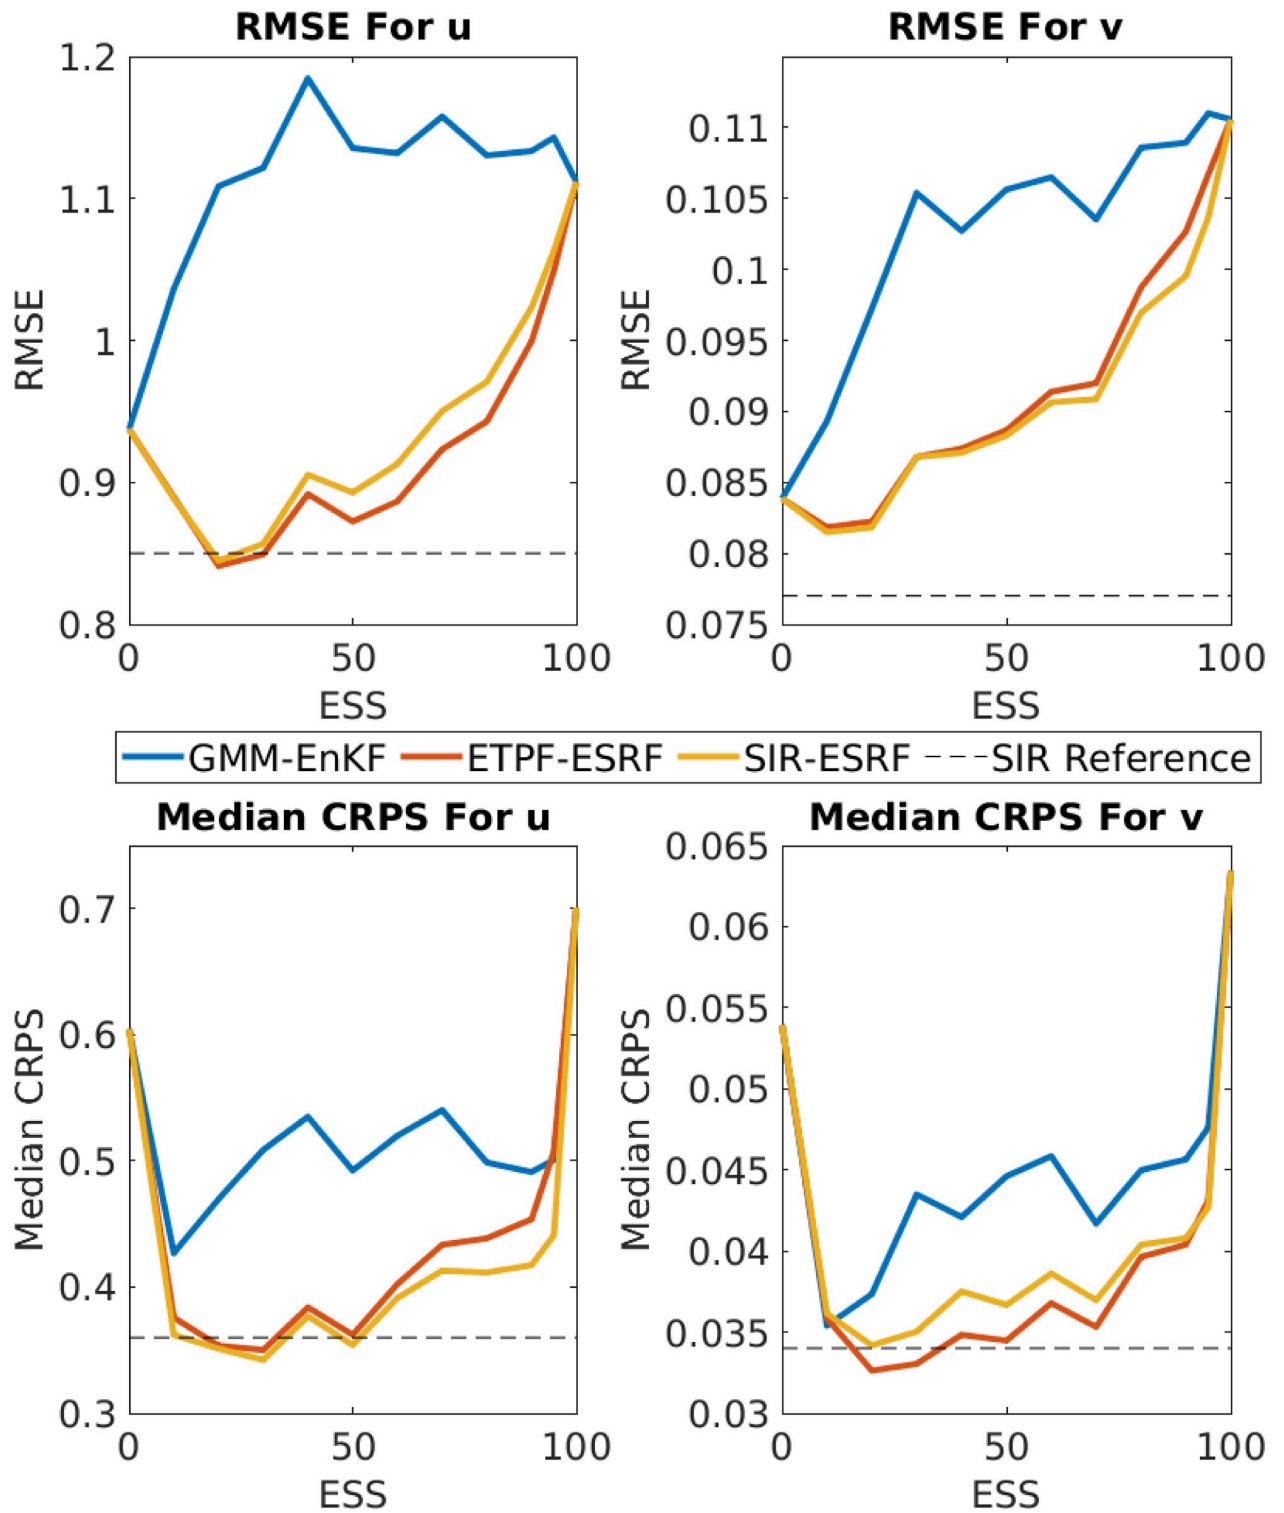 RMSE For u
1.2
1.1
1
0.9
0.8
RMSE
0 50 100
ESS
RMSE For v
0.11
0.105
0.1
0.095
0.09
0.085
0.08
0.075
RMSE
0 50 100
ESS
GMM-EnKF ETPF-ESRF SIR-ESRF SIR Reference
Median CRPS For u
0.7
0.6
0.5
0.4
0.3
Median CRPS
0 50 100
ESS
Median CRPS For v
0.065
0.06
0.055
0.05
0.045
0.04
0.035
0.03
Median CRPS
0 50 100
ESS